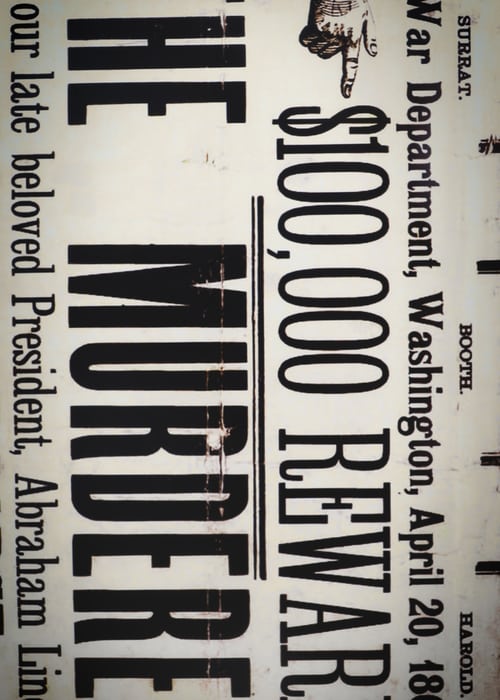 SURRAT. BOOTH. HAROLD.
War Department, Washington, April 20, 18
$100,000 REWAR
HE MURDERE
our late beloved President, Abraham Lin